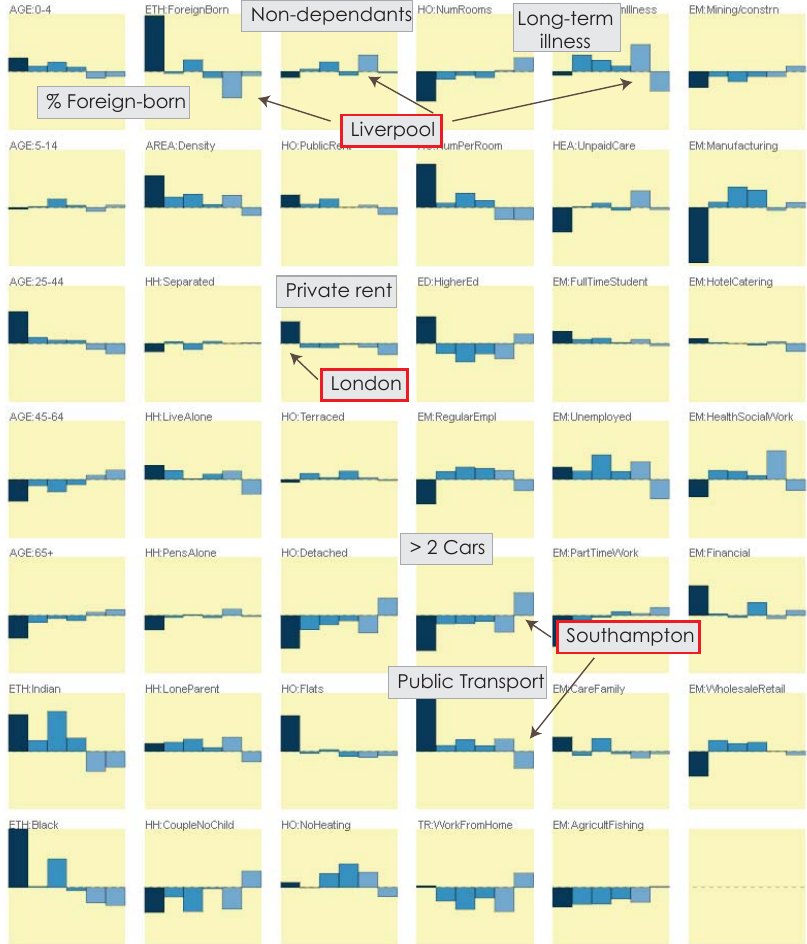 AGE:0-4
ETH:ForeignBorn
Non-dependants
HO:NumRooms
Long-term
illness
EM:Mining/constrn
% Foreign-born
Liverpool
AGE:5-14
AREA:Density
HO:PublicRent
HEA:UnpaidCare
EM:Manufacturing
AGE:25-44
HH:Separated
Private rent
ED:HigherEd
EM:FullTimeStudent
EM:HotelCatering
London
AGE:45-64
HH:LiveAlone
HO:Terraced
EM:RegularEmpl
EM:Unemployed
EM:HealthSocialWork
> 2 Cars
AGE:65+
HH:PensAlone
HO:Detached
EM:PartTimeWork
EM:Financial
Southampton
Public Transport
ETH:Indian
HH:LoneParent
HO:Flats
EM:CareFamily
EM:WholesaleRetail
ETH:Black
HH:CoupleNoChild
HO:NoHeating
TR:WorkFromHome
EM:AgricultFishing